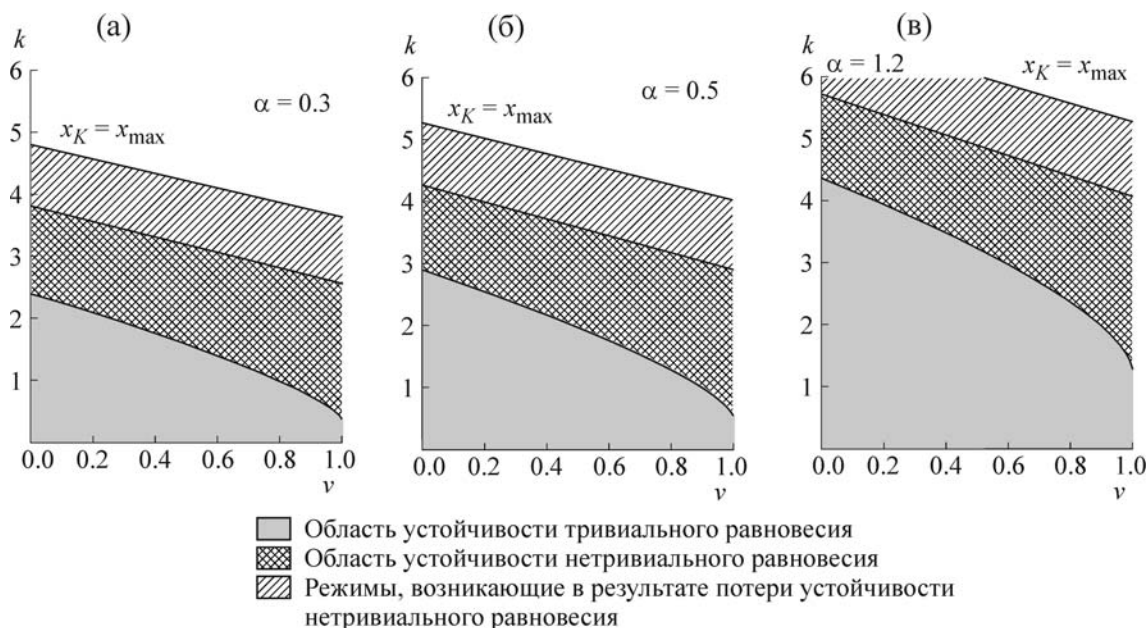 (а)
k
6
α = 0.3
5
x_K = x_max
4
3
2
1
0.0 0.2 0.4 0.6 0.8 1.0
v
(б)
k
6
α = 0.5
x_K = x_max
5
4
3
2
1
0.0 0.2 0.4 0.6 0.8 1.0
v
(в)
k
6
α = 1.2
x_K = x_max
5
4
3
2
1
0.0 0.2 0.4 0.6 0.8 1.0
v
Область устойчивости тривиального равновесия
Область устойчивости нетривиального равновесия
Режимы, возникающие в результате потери устойчивости
нетривиального равновесия